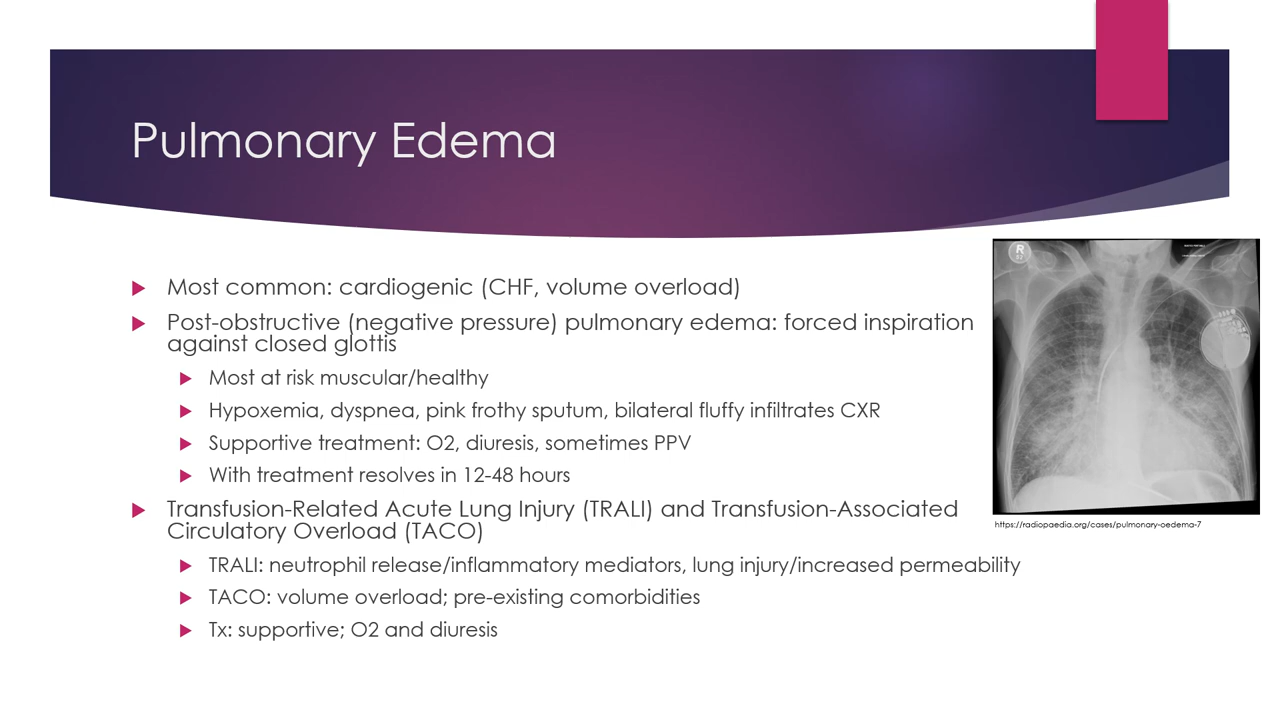 Pulmonary Edema
Most common: cardiogenic (CHF, volume overload)
Post-obstructive (negative pressure) pulmonary edema: forced inspiration
against closed glottis
Most at risk muscular/healthy
Hypoxemia, dyspnea, pink frothy sputum, bilateral fluffy infiltrates CXR
Supportive treatment: O2, diuresis, sometimes PPV
With treatment resolves in 12-48 hours
Transfusion-Related Acute Lung Injury (TRALI) and Transfusion-Associated
Circulatory Overload (TACO)
TRALI: neutrophil release/inflammatory mediators, lung injury/increased permeability
TACO: volume overload; pre-existing comorbidities
Tx: supportive; O2 and diuresis
R
https://radiopaedia.org/cases/pulmonary-oedema-7